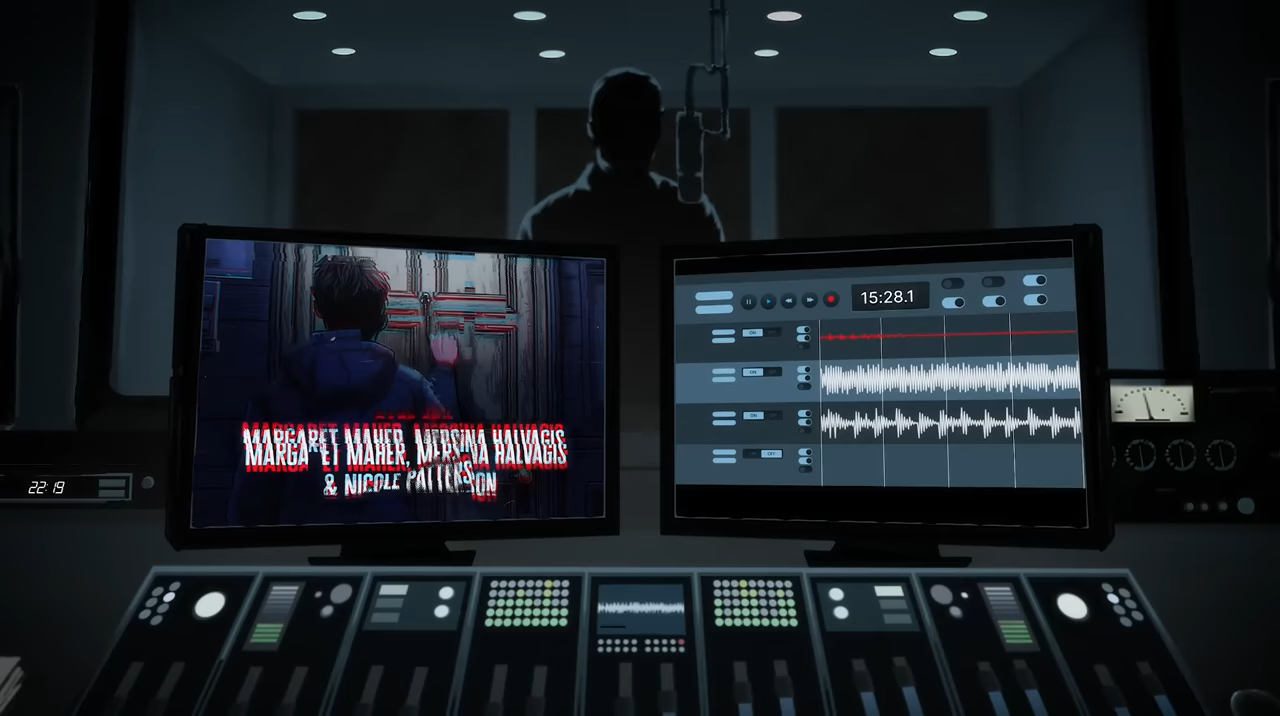 MARGARET MAHER, MERSINA HALVAGIS
& NICOLE PATTERSON
15:28.1
ON
ON
ON
OFF
22:19